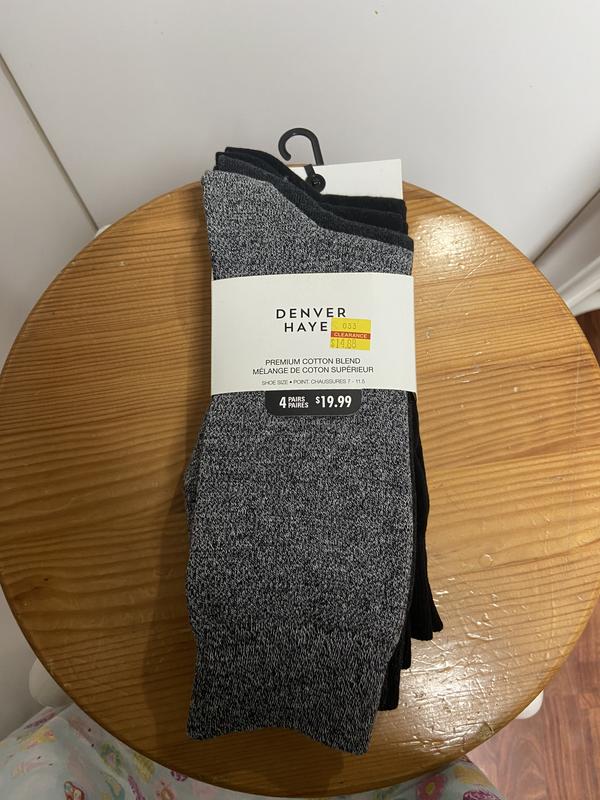 DENVER
HAYE
033
CLEARANCE
$14.88
PREMIUM COTTON BLEND
MÉLANGE DE COTON SUPÉRIEUR
SHOE SIZE • POINT. CHAUSSURES 7 - 11.5
4 PAIRS PAIRES $19.99